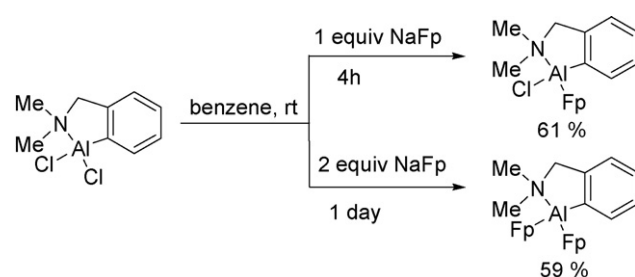 Me
N
Me
Al
Cl
Cl
benzene, rt
1 equiv NaFp
4h
2 equiv NaFp
1 day
Me
N
Me
Al
Cl
Fp
61 %
Me
N
Me
Al
Fp
Fp
59 %